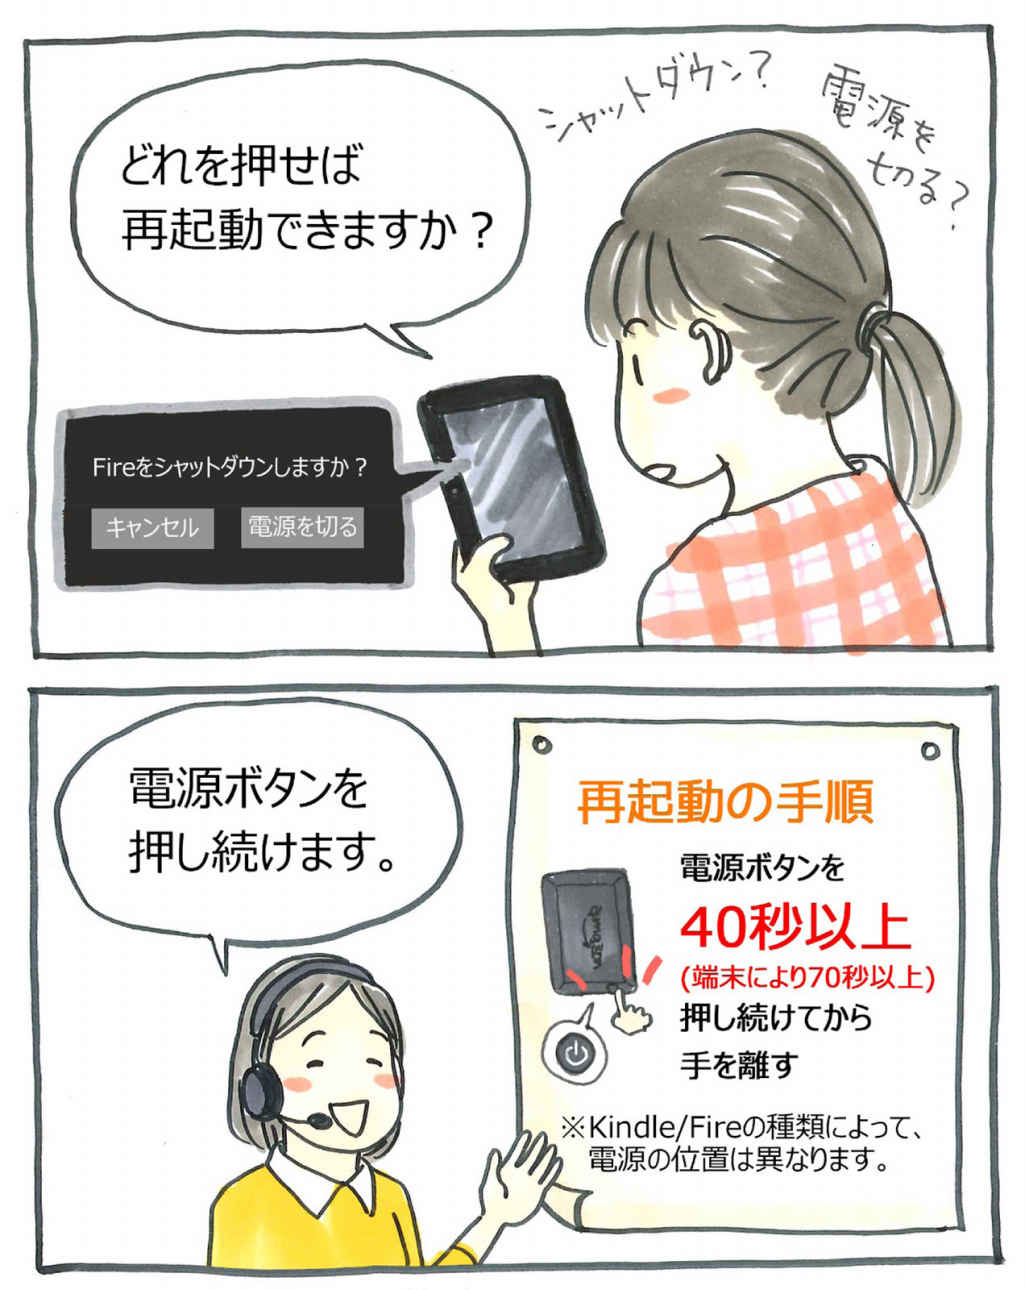 シャットダウン？
電源を
切る？
どれを押せば
再起動できますか？
Fireをシャットダウンしますか？
キャンセル
電源を切る
電源ボタンを
押し続けます。
再起動の手順
電源ボタンを
40秒以上
(端末により70秒以上)
押し続けてから
手を離す
amazon
※Kindle/Fireの種類によって、
電源の位置は異なります。